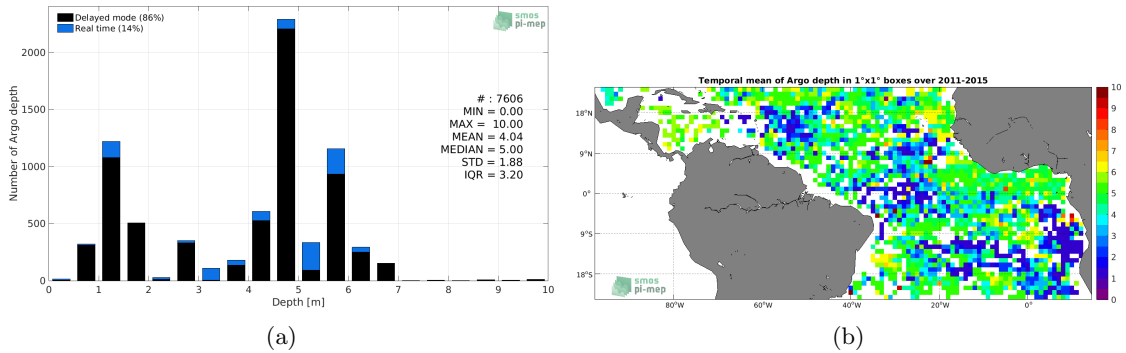 Delayed mode (86%)
Real time (14%)
smos
pi-mep
Number of Argo depth
2000
1500
1000
500
0
# : 7606
MIN = 0.00
MAX = 10.00
MEAN = 4.04
MEDIAN = 5.00
STD = 1.88
IQR = 3.20
0 1 2 3 4 5 6 7 8 9 10
Depth [m]
(a)
Temporal mean of Argo depth in 1°x1° boxes over 2011-2015
18°N
9°N
0°
9°S
18°S
80°W 60°W 40°W 20°W 0°
smos
pi-mep
10
9
8
7
6
5
4
3
2
1
0
(b)